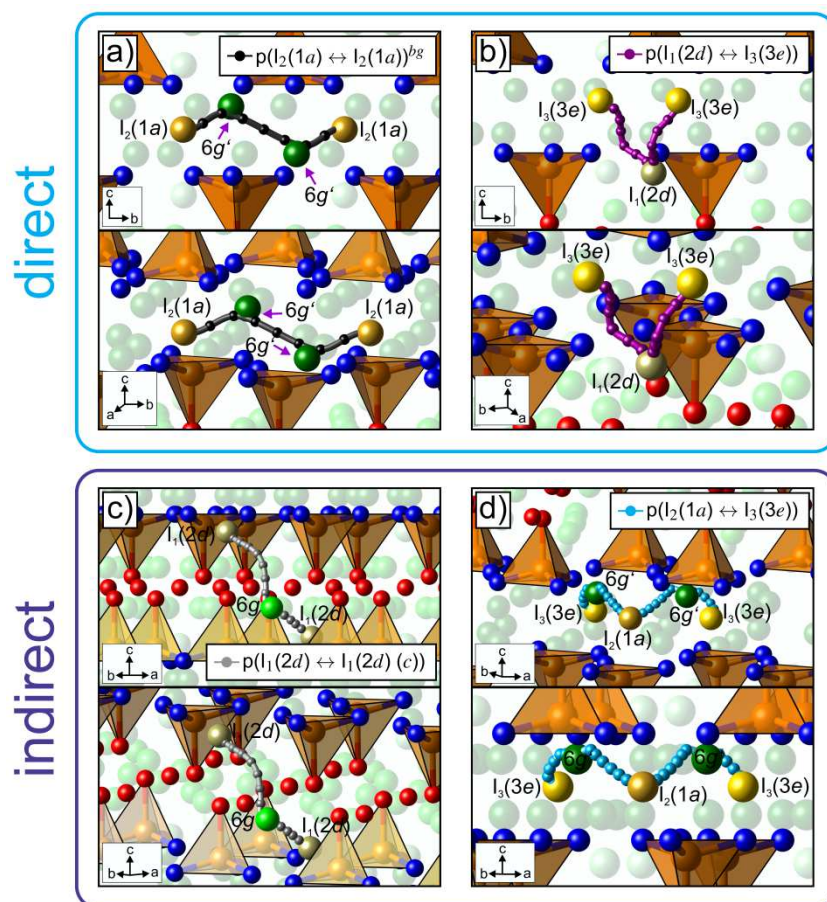 direct
a)
p(I₂(1a) ↔ I₂(1a))ᵇᵍ
I₂(1a)
I₂(1a)
6g‘
6g‘
c
b
I₂(1a)
6g‘
I₂(1a)
6g‘
c
a
b
b)
p(I₁(2d) ↔ I₃(3e))
I₃(3e)
I₃(3e)
I₁(2d)
c
b
I₃(3e)
I₃(3e)
I₁(2d)
c
b
a
indirect
c)
I₁(2d)
6g
I₁(2d)
c
b
a
p(I₁(2d) ↔ I₁(2d) (c))
I₁(2d)
6g
I₁(2d)
c
b
a
d)
p(I₂(1a) ↔ I₃(3e))
6g‘
I₃(3e)
6g‘
I₃(3e)
I₂(1a)
c
b
a
6g‘
6g‘
I₃(3e)
I₂(1a)
I₃(3e)
c
b
a